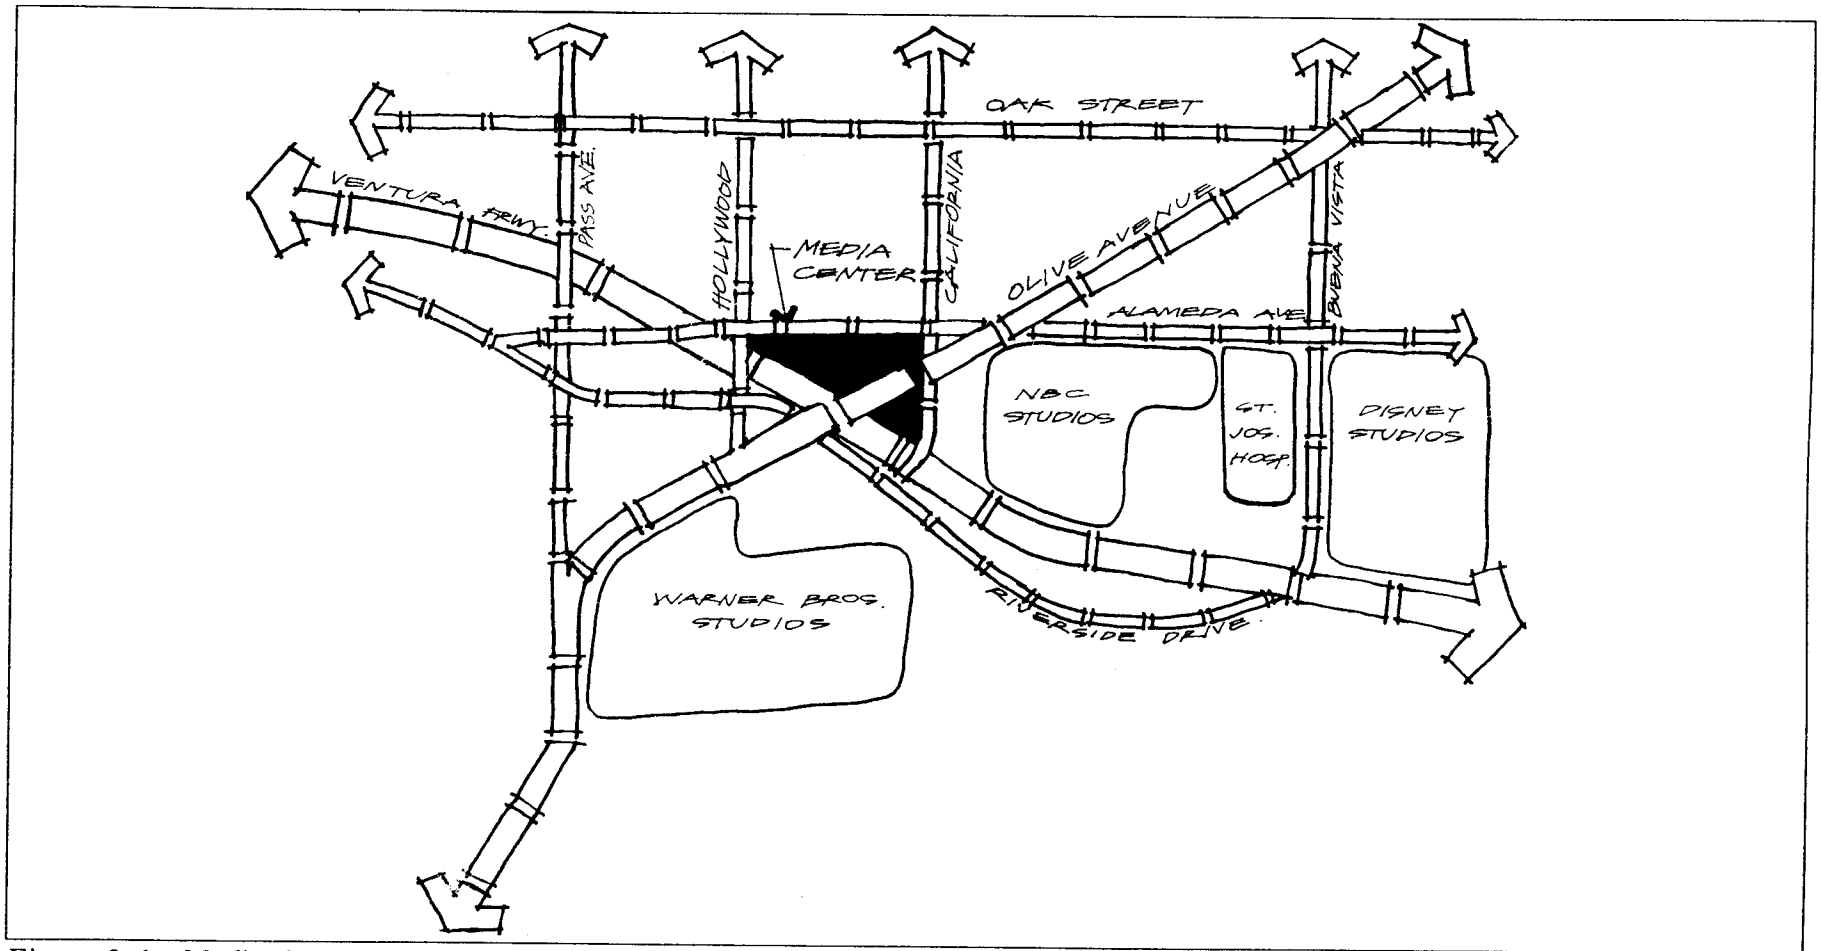 OAK STREET
VENTURA FRWY.
PASS AVE.
HOLLYWOOD
CALIFORNIA
BUENA VISTA
MEDIA
CENTER
OLIVE AVENUE
ALAMEDA AVE
NBC
STUDIOS
ST.
JOS.
HOSP.
DISNEY
STUDIOS
WARNER BROS.
STUDIOS
RIVERSIDE DRIVE.